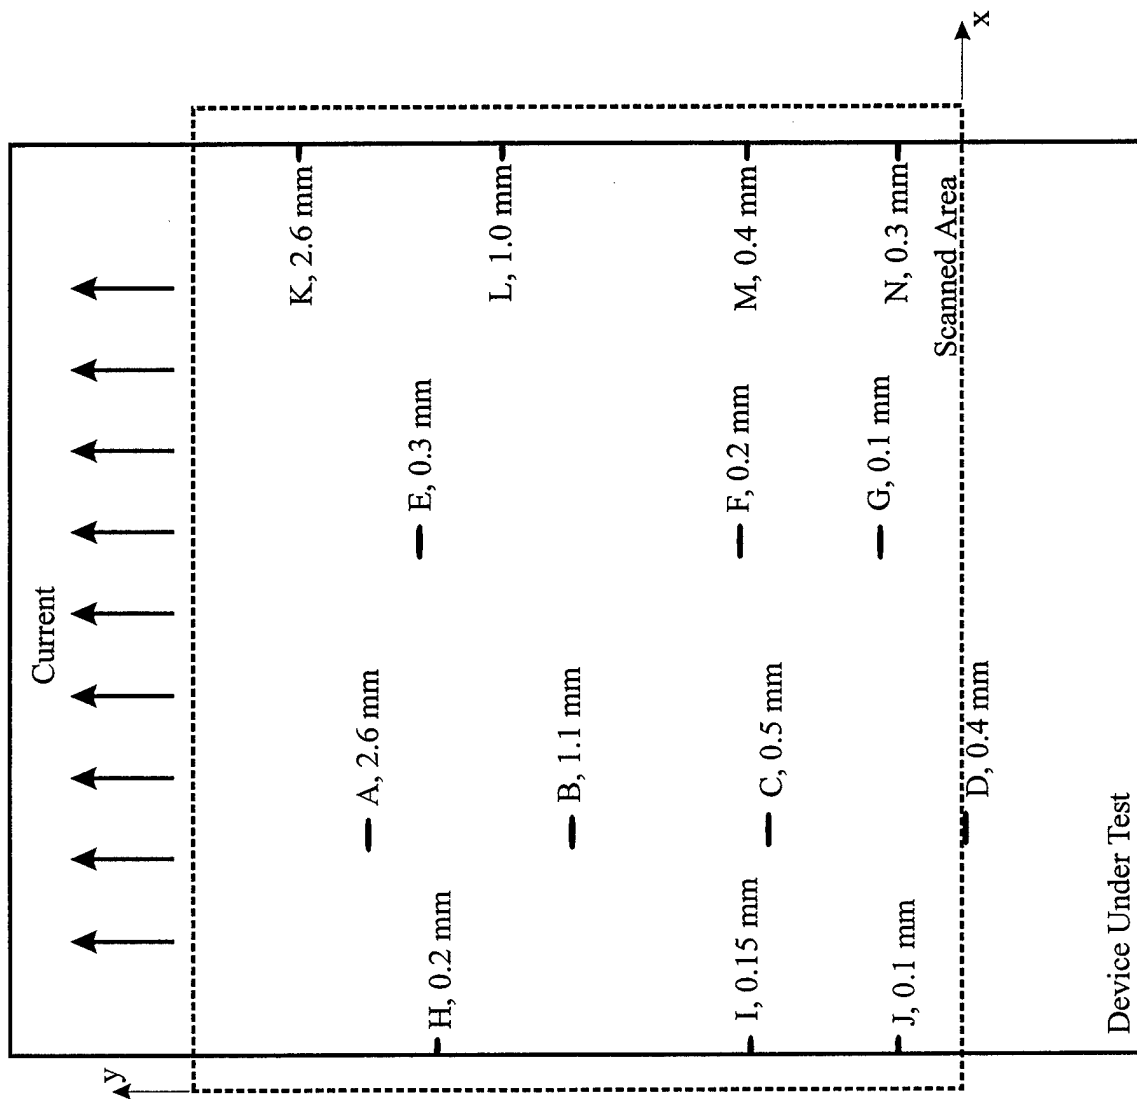 x
y
Current
K, 2.6 mm
L, 1.0 mm
M, 0.4 mm
N, 0.3 mm
Scanned Area
E, 0.3 mm
F, 0.2 mm
G, 0.1 mm
A, 2.6 mm
B, 1.1 mm
C, 0.5 mm
D, 0.4 mm
H, 0.2 mm
I, 0.15 mm
J, 0.1 mm
Device Under Test